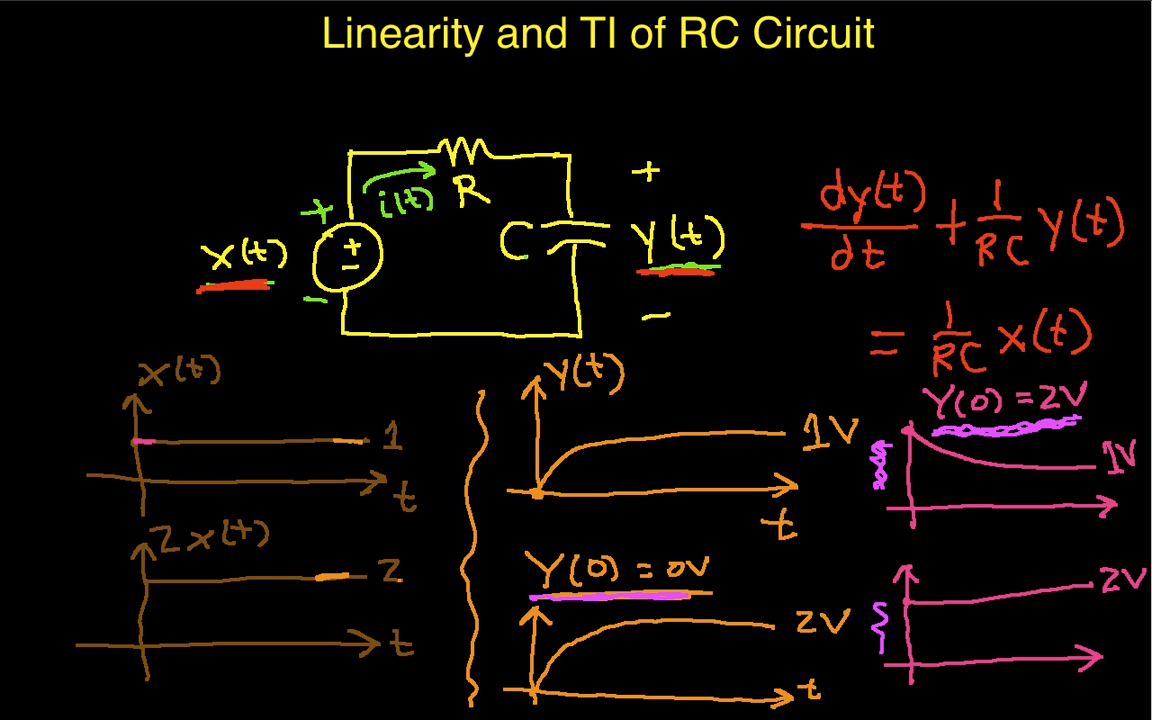 Linearity and TI of RC Circuit
+ i(t) R
x(t) + - C + y(t) -
dy(t)/dt + 1/RC y(t)
= 1/RC x(t)
x(t)
1
t
2x(t)
2
t
y(t)
1V
t
y(0) = 0V
2V
t
y(0) = 2V
1V
2V